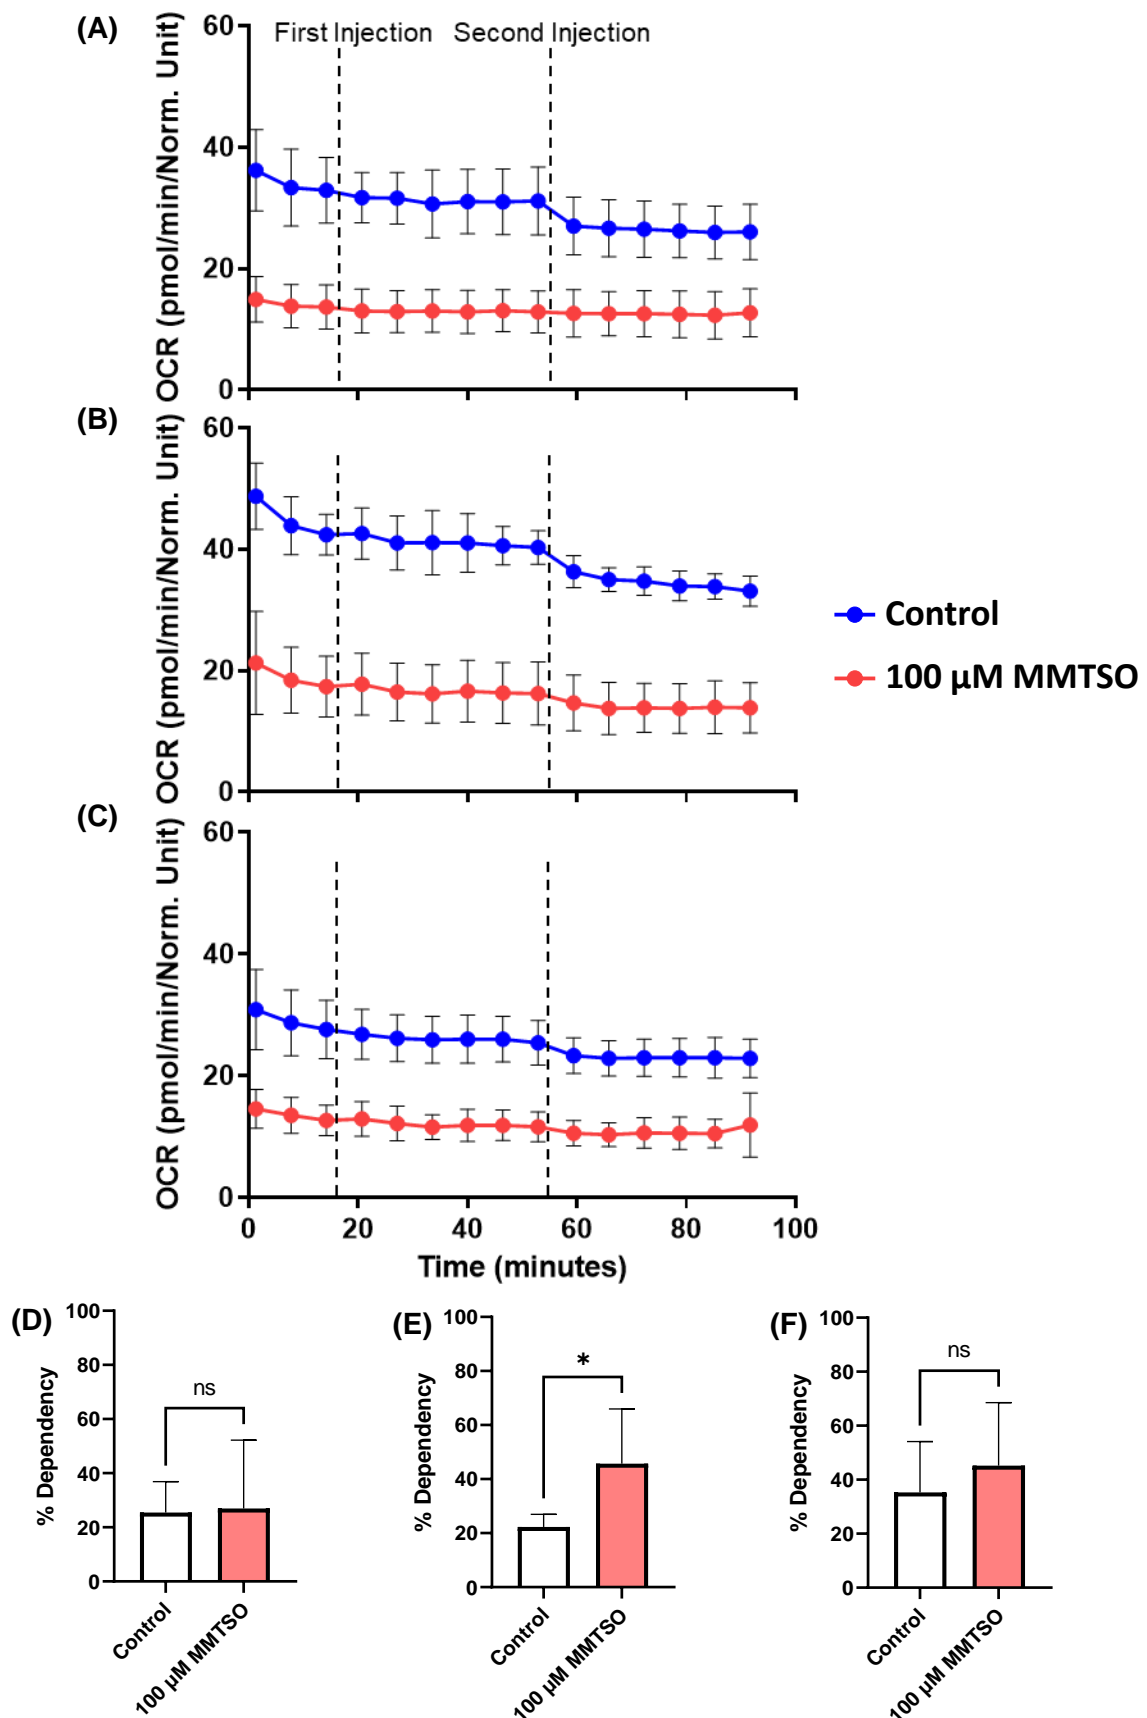 (A)
First Injection Second Injection
OCR (pmol/min/Norm. Unit)
60
40
20
0
(B)
OCR (pmol/min/Norm. Unit)
60
40
20
0
Control
100 µM MMTSO
(C)
OCR (pmol/min/Norm. Unit)
60
40
20
0
0 20 40 60 80 100
Time (minutes)
(D)
% Dependency
100
80
60
40
20
0
ns
Control
100 µM MMTSO
(E)
% Dependency
100
80
60
40
20
0
*
Control
100 µM MMTSO
(F)
% Dependency
100
80
60
40
20
0
ns
Control
100 µM MMTSO